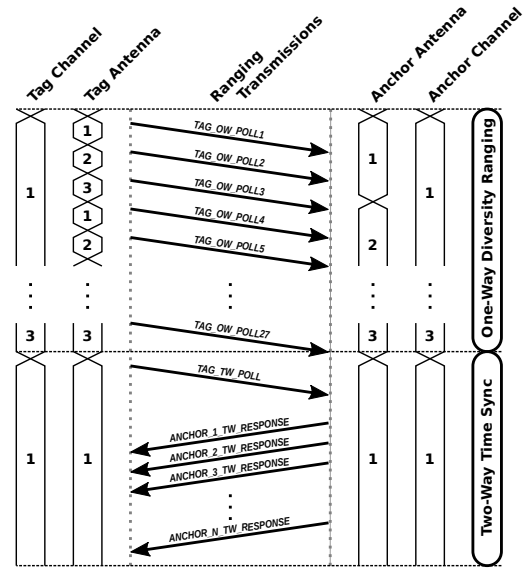 Tag Channel
Tag Antenna
Ranging
Transmissions
Anchor Antenna
Anchor Channel
1
1
2
3
1
2
TAG_OW_POLL1
TAG_OW_POLL2
TAG_OW_POLL3
TAG_OW_POLL4
TAG_OW_POLL5
1
2
1
One-Way Diversity Ranging
3
3
TAG_OW_POLL27
3
3
TAG_TW_POLL
1
1
ANCHOR_1_TW_RESPONSE
ANCHOR_2_TW_RESPONSE
ANCHOR_3_TW_RESPONSE
ANCHOR_N_TW_RESPONSE
1
1
Two-Way Time Sync